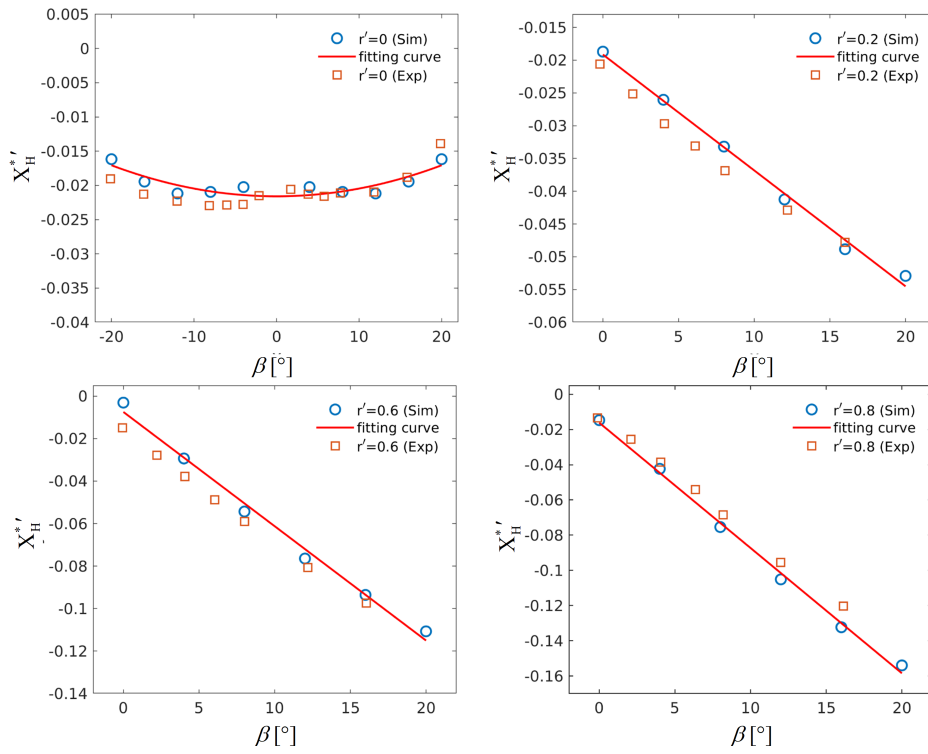 0.005
0
0.005
-0.01
-0.015
-0.02
-0.025
-0.03
-0.035
-0.04
-20
-10
0
10
20
X*′H
β [°]
r′=0 (Sim)
fitting curve
r′=0 (Exp)
-0.015
-0.02
-0.025
-0.03
-0.035
-0.04
-0.045
-0.05
-0.055
-0.06
0
5
10
15
20
X*′H
β [°]
r′=0.2 (Sim)
fitting curve
r′=0.2 (Exp)
0
-0.02
-0.04
-0.06
-0.08
-0.1
-0.12
-0.14
0
5
10
15
20
X*′H
β [°]
r′=0.6 (Sim)
fitting curve
r′=0.6 (Exp)
0
-0.02
-0.04
-0.06
-0.08
-0.1
-0.12
-0.14
-0.16
0
5
10
15
20
X*′H
β [°]
r′=0.8 (Sim)
fitting curve
r′=0.8 (Exp)